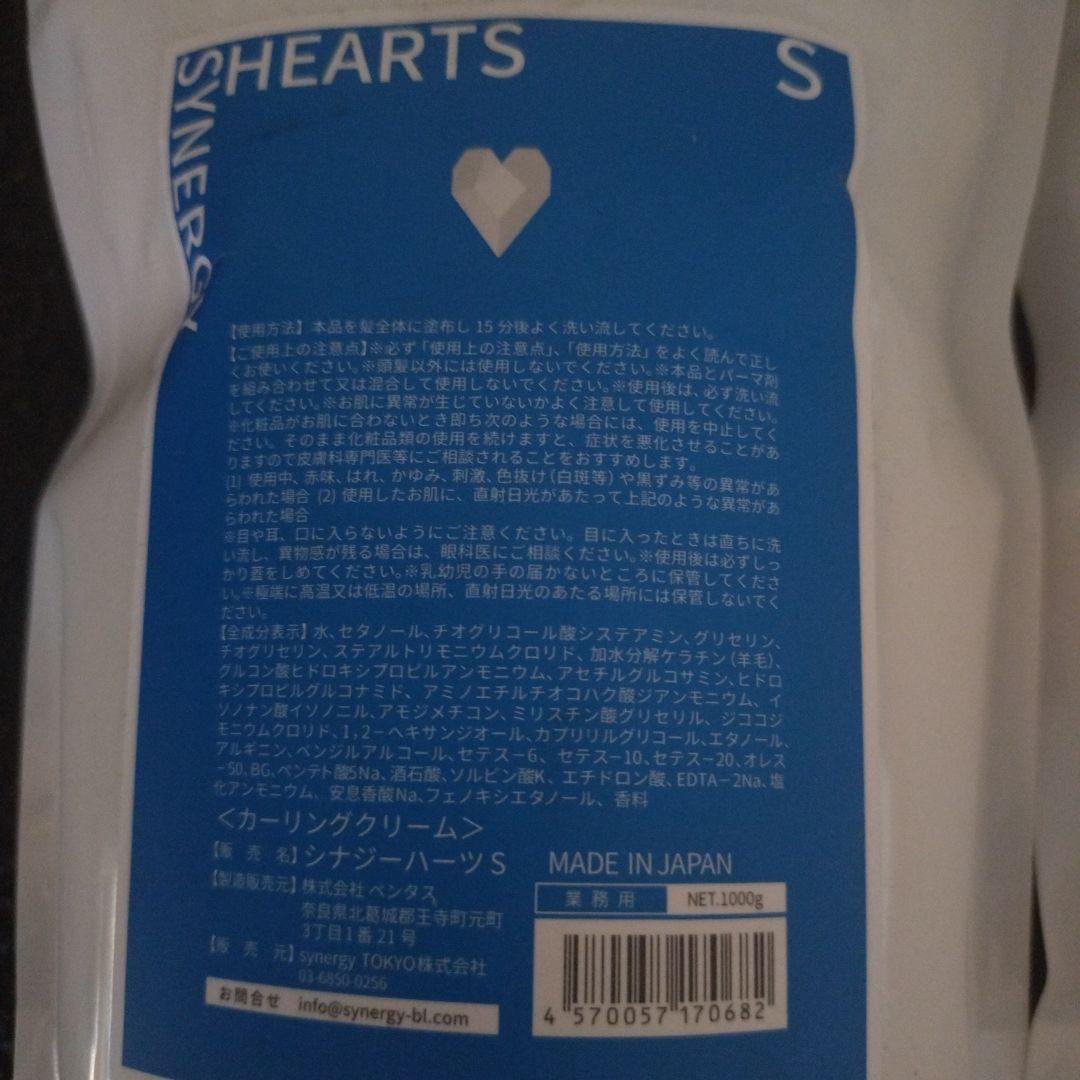 SYNERGY
HEARTS
S
【使用方法】本品を髪全体に塗布し 15 分後よく洗い流してください。
【ご使用上の注意点】※必ず「使用上の注意点」、「使用方法」をよく読んで正し
くお使いください。※頭髪以外には使用しないでください。※本品とパーマ剤
を組み合わせて又は混合して使用しないでください。※使用後は、必ず洗い流
してください。※お肌に異常が生じていないかよく注意して使用してください。
※化粧品がお肌に合わないとき即ち次のような場合には、使用を中止してく
ださい。そのまま化粧品類の使用を続けますと、症状を悪化させることがあ
りますので皮膚科専門医等にご相談されることをおすすめします。
(1) 使用中、赤味、はれ、かゆみ、刺激、色抜け(白斑等)や黒ずみ等の異常があ
らわれた場合 (2) 使用したお肌に、直射日光があたって上記のような異常があ
らわれた場合
※目や耳、口に入らないようにご注意ください。目に入ったときは直ちに洗
い流し、異物感が残る場合は、眼科医にご相談ください。※使用後は必ずしっ
かり蓋をしめてください。※乳幼児の手の届かないところに保管してくださ
い。※極端に高温又は低温の場所、直射日光のあたる場所には保管しないでく
ださい。
【全成分表示】水、セタノール、チオグリコール酸システアミン、グリセリン、
チオグリセリン、ステアルトリモニウムクロリド、加水分解ケラチン(羊毛)、
グルコン酸ヒドロキシプロピルアンモニウム、アセチルグルコサミン、ヒドロ
キシプロピルグルコナミド、アミノエチルチオコハク酸ジアンモニウム、イ
ソノナン酸イソノニル、アモジメチコン、ミリスチン酸グリセリル、ジココジ
モニウムクロリド、1,2-ヘキサンジオール、カプリリルグリコール、エタノール、
アルギニン、ベンジルアルコール、セテス-6、セテス-10、セテス-20、オレス
-50、BG、ペンテト酸5Na、酒石酸、ソルビン酸K、エチドロン酸、EDTA-2Na、塩
化アンモニウム、安息香酸Na、フェノキシエタノール、香料
＜カーリングクリーム＞
【販 売 名】シナジーハーツ S
【製造販売元】株式会社 ペンタス
奈良県北葛城郡王寺町元町
3丁目1番21号
【販 売 元】synergy TOKYO株式会社
03-6850-0256
お問合せ info@synergy-bl.com
MADE IN JAPAN
業務用 NET.1000g
4 570057 170682